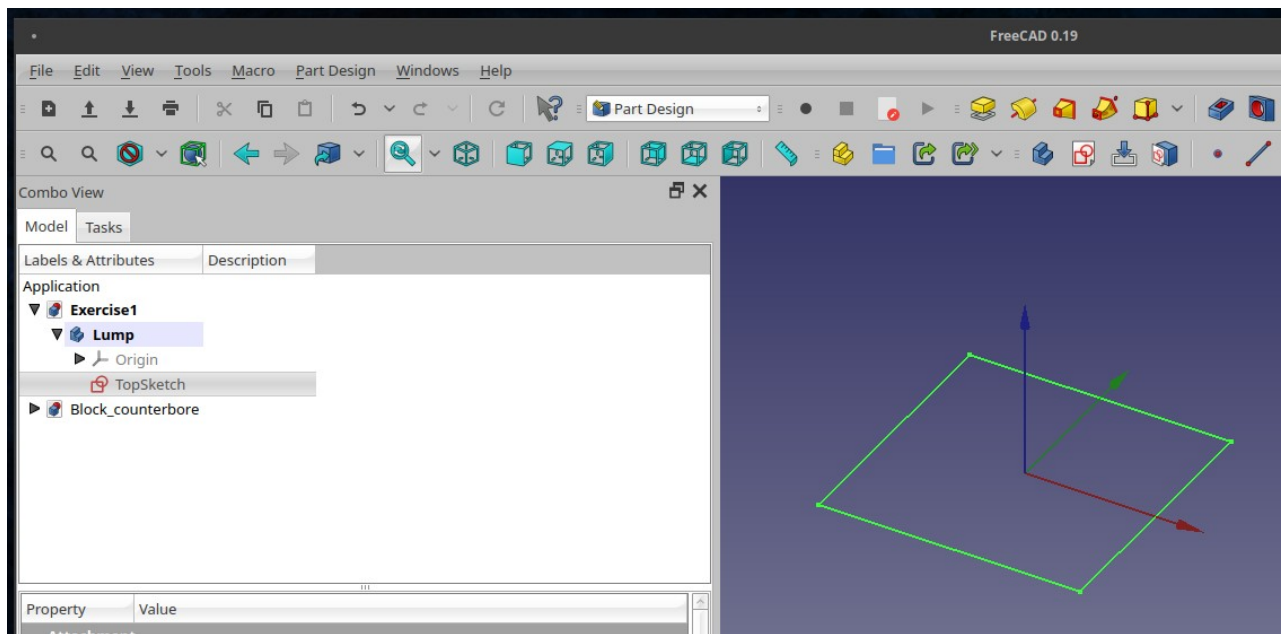 FreeCAD 0.19
File Edit View Tools Macro Part Design Windows Help
Part Design
Combo View
Model Tasks
Labels & Attributes Description
Application
Exercise1
Lump
Origin
TopSketch
Block_counterbore
Property Value
Attachment